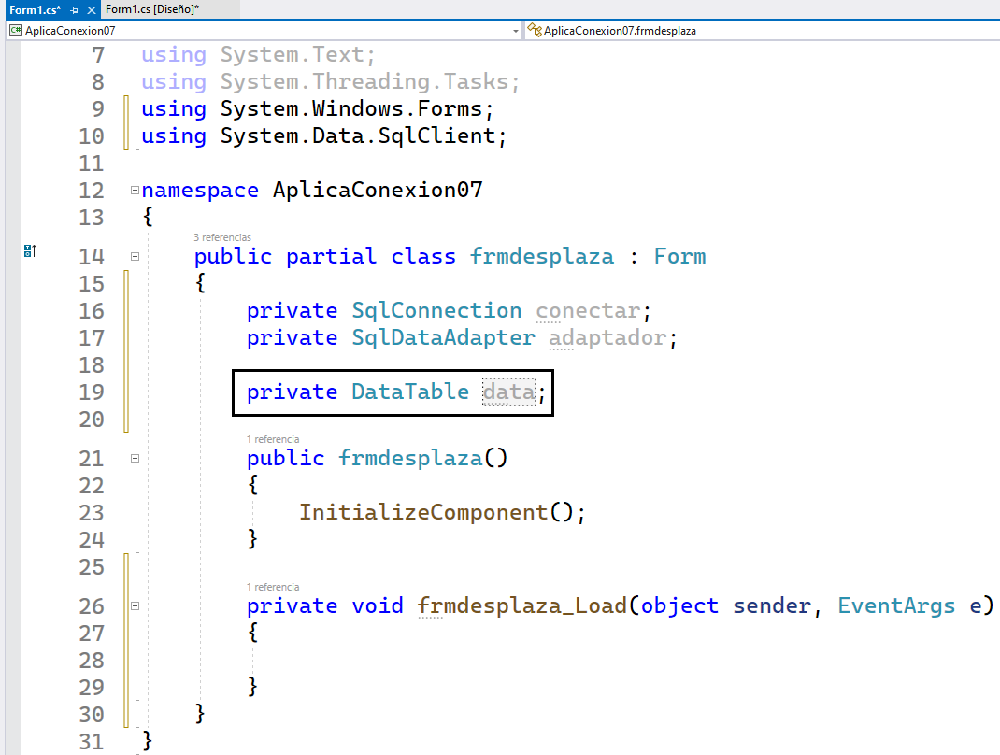 Form1.cs* Form1.cs [Diseño]*
AplicaConexion07 AplicaConexion07.frmdesplaza
7 using System.Text;
8 using System.Threading.Tasks;
9 using System.Windows.Forms;
10 using System.Data.SqlClient;
11
12 namespace AplicaConexion07
13 {
3 referencias
14 public partial class frmdesplaza : Form
15 {
16 private SqlConnection conectar;
17 private SqlDataAdapter adaptador;
18
19 private DataTable data;
20
1 referencia
21 public frmdesplaza()
22 {
23 InitializeComponent();
24 }
25
1 referencia
26 private void frmdesplaza_Load(object sender, EventArgs e)
27 {
28
29 }
30 }
31 }